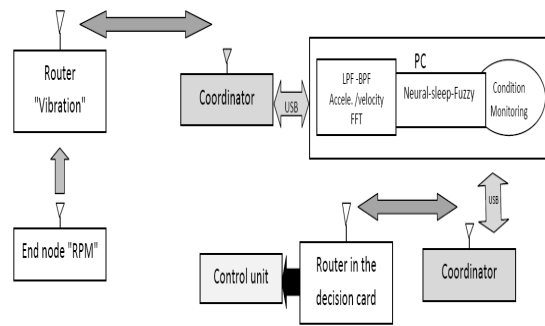 Router
"Vibration"
Coordinator
USB
PC
LPF -BPF
Accele. /velocity
FFT
Neural-sleep-Fuzzy
Condition
Monitoring
End node "RPM"
USB
Control unit
Router in the
decision card
Coordinator